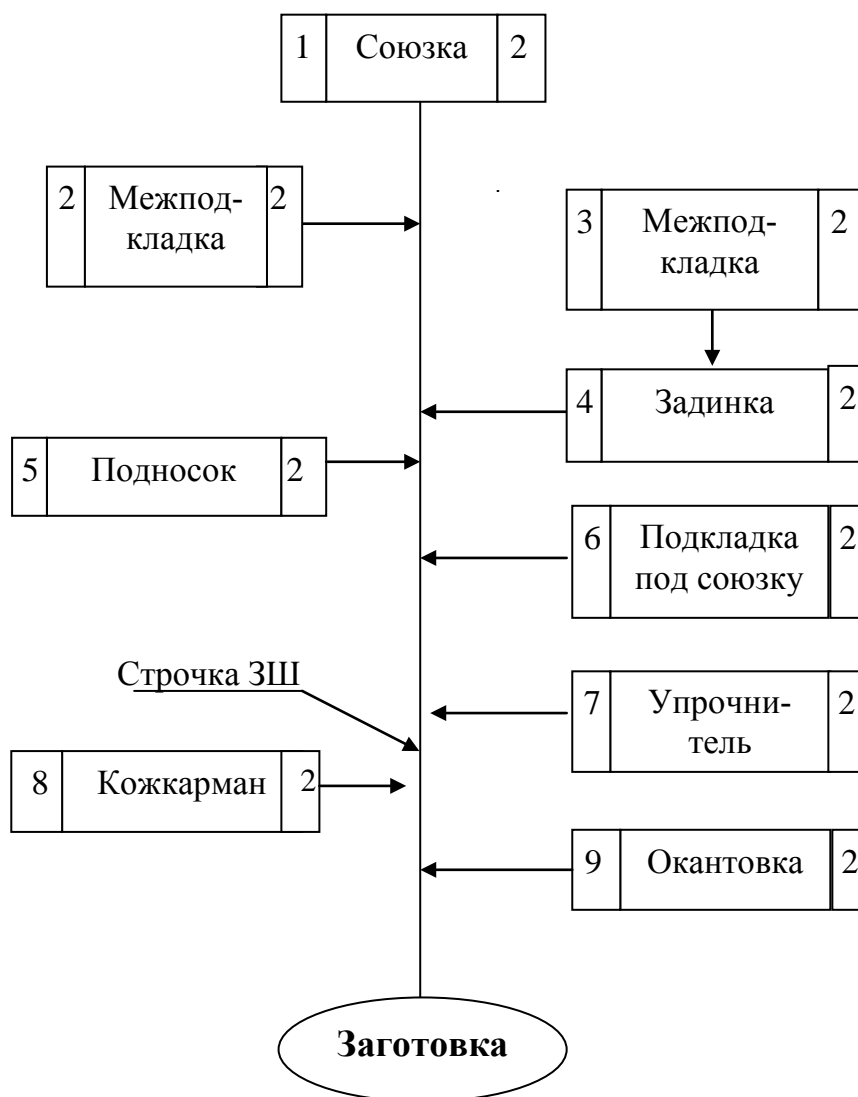 1 Союзка 2
2 Межпод- 2
кладка
3 Межпод- 2
кладка
4 Задинка 2
5 Подносок 2
6 Подкладка 2
под союзку
Строчка ЗШ
7 Упрочни- 2
тель
8 Кожкарман 2
9 Окантовка 2
Заготовка